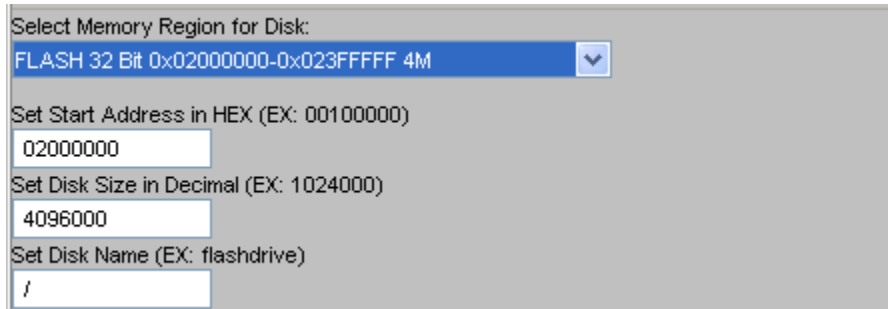 Select Memory Region for Disk:
FLASH 32 Bit 0x02000000-0x023FFFFF 4M
Set Start Address in HEX (EX: 00100000)
02000000
Set Disk Size in Decimal (EX: 1024000)
4096000
Set Disk Name (EX: flashdrive)
/